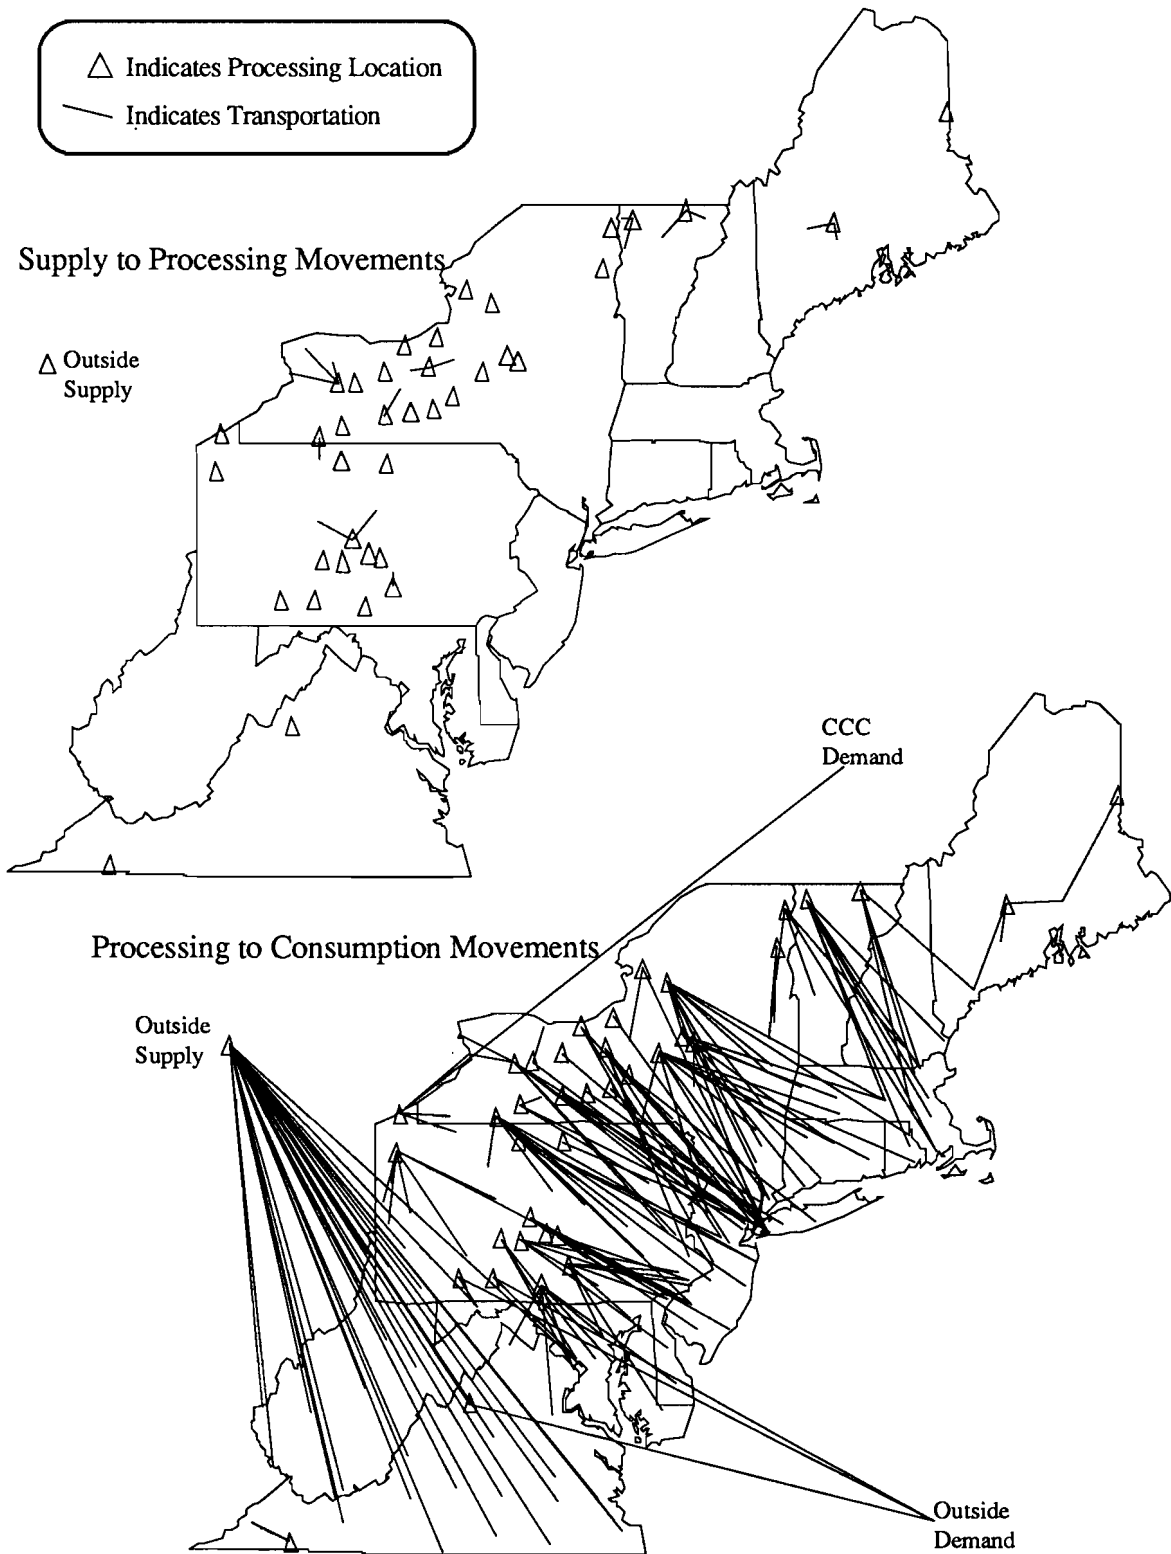 Indicates Processing Location
Indicates Transportation
Supply to Processing Movements
Outside
Supply
CCC
Demand
Processing to Consumption Movements
Outside
Supply
Outside
Demand